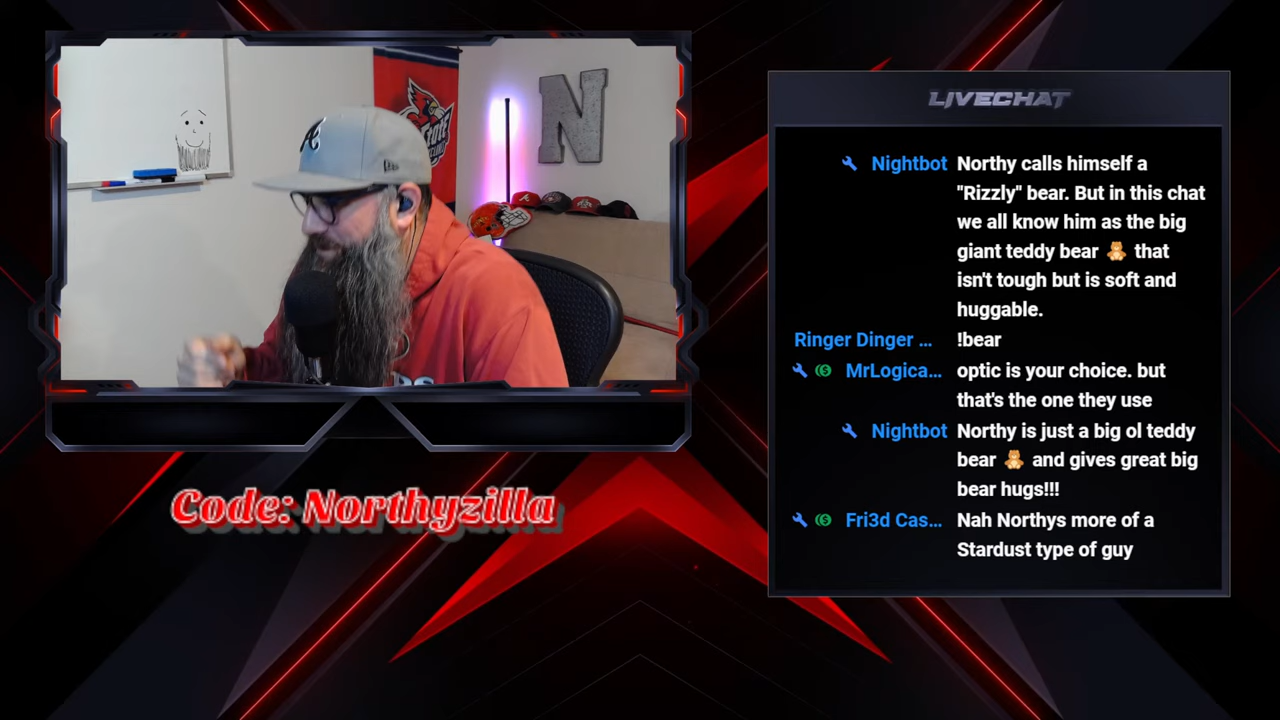 N
A
State
LIVECHAT
Nightbot Northy calls himself a
"Rizzly" bear. But in this chat
we all know him as the big
giant teddy bear 🧸 that
isn't tough but is soft and
huggable.
Ringer Dinger ... !bear
MrLogica... optic is your choice. but
that's the one they use
Nightbot Northy is just a big ol teddy
bear 🧸 and gives great big
bear hugs!!!
Fri3d Cas... Nah Northys more of a
Stardust type of guy
Code: Northyzilla